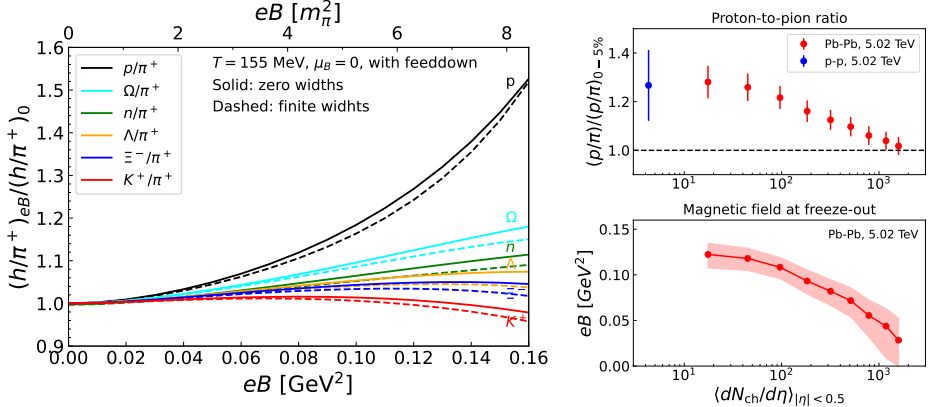 eB [m_π^2]
0 2 4 6 8
1.6
1.5
1.4
1.3
1.2
1.1
1.0
0.9
(h/π^+)_{eB}/(h/π^+)_0
p/π^+
Ω/π^+
n/π^+
Λ/π^+
Ξ^−/π^+
K^+/π^+
T = 155 MeV, μ_B = 0, with feeddown
Solid: zero widths
Dashed: finite widhts
p
Ω
n
Λ
Ξ^−
K^+
0.00 0.02 0.04 0.06 0.08 0.10 0.12 0.14 0.16
eB [GeV^2]
Proton-to-pion ratio
Pb-Pb, 5.02 TeV
p-p, 5.02 TeV
1.4
1.2
1.0
(p/π)/(p/π)_{0−5%}
10^1 10^2 10^3
Magnetic field at freeze-out
Pb-Pb, 5.02 TeV
0.15
0.10
0.05
0.00
eB [GeV^2]
10^1 10^2 10^3
⟨dN_ch/dη⟩_{|η|<0.5}